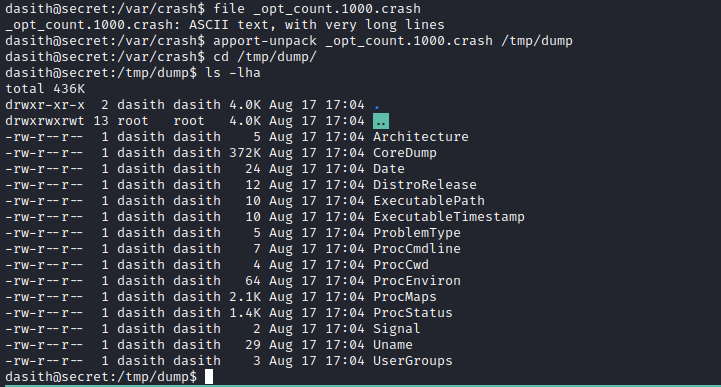 dasith@secret:/var/crash$ file _opt_count.1000.crash
_opt_count.1000.crash: ASCII text, with very long lines
dasith@secret:/var/crash$ apport-unpack _opt_count.1000.crash /tmp/dump
dasith@secret:/var/crash$ cd /tmp/dump/
dasith@secret:/tmp/dump$ ls -lha
total 436K
drwxr-xr-x  2 dasith dasith 4.0K Aug 17 17:04 .
drwxrwxrwt 13 root   root   4.0K Aug 17 17:04 ..
-rw-r--r--  1 dasith dasith    5 Aug 17 17:04 Architecture
-rw-r--r--  1 dasith dasith 372K Aug 17 17:04 CoreDump
-rw-r--r--  1 dasith dasith   24 Aug 17 17:04 Date
-rw-r--r--  1 dasith dasith   12 Aug 17 17:04 DistroRelease
-rw-r--r--  1 dasith dasith   10 Aug 17 17:04 ExecutablePath
-rw-r--r--  1 dasith dasith   10 Aug 17 17:04 ExecutableTimestamp
-rw-r--r--  1 dasith dasith    5 Aug 17 17:04 ProblemType
-rw-r--r--  1 dasith dasith    7 Aug 17 17:04 ProcCmdline
-rw-r--r--  1 dasith dasith    4 Aug 17 17:04 ProcCwd
-rw-r--r--  1 dasith dasith   64 Aug 17 17:04 ProcEnviron
-rw-r--r--  1 dasith dasith 2.1K Aug 17 17:04 ProcMaps
-rw-r--r--  1 dasith dasith 1.4K Aug 17 17:04 ProcStatus
-rw-r--r--  1 dasith dasith    2 Aug 17 17:04 Signal
-rw-r--r--  1 dasith dasith   29 Aug 17 17:04 Uname
-rw-r--r--  1 dasith dasith    3 Aug 17 17:04 UserGroups
dasith@secret:/tmp/dump$